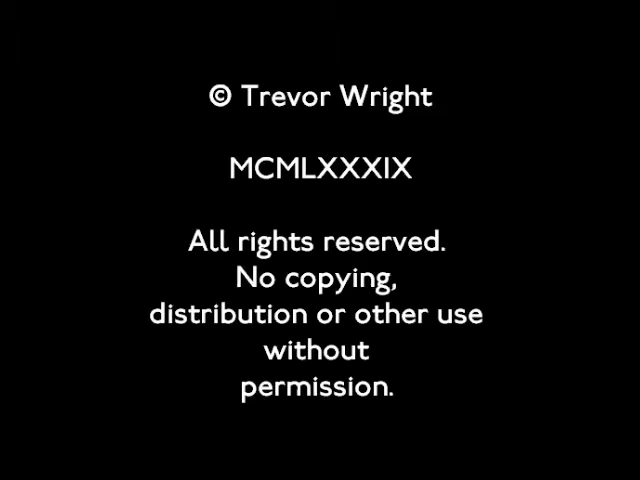 © Trevor Wright
MCMLXXXIX
All rights reserved.
No copying,
distribution or other use
without
permission.